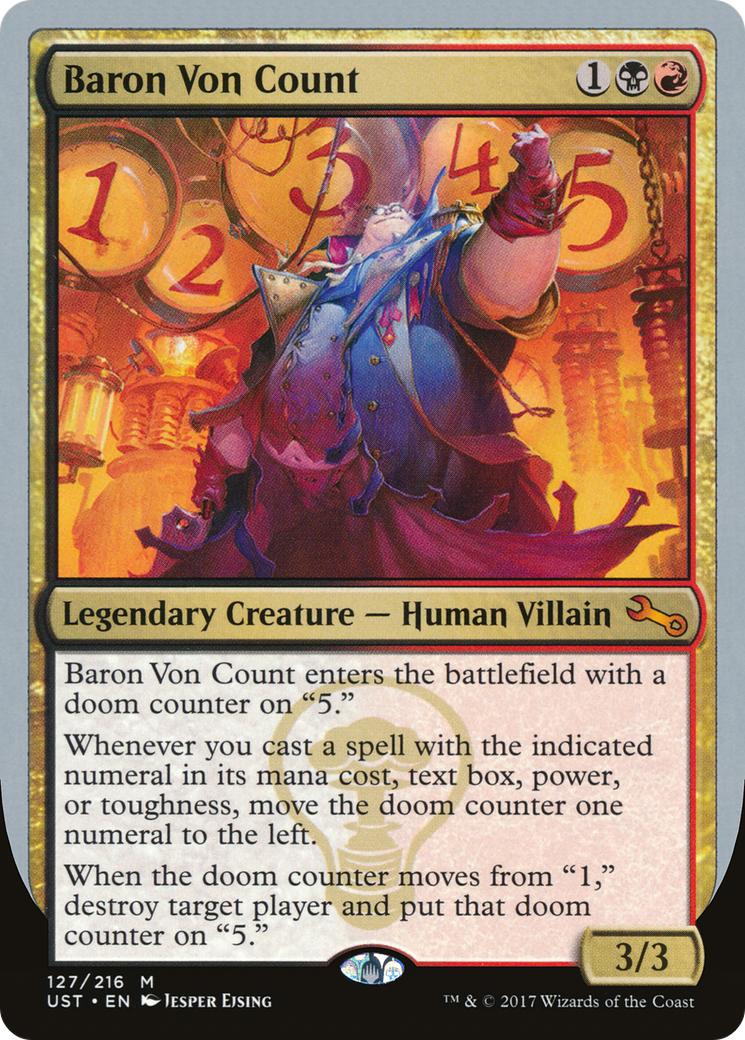 Baron Von Count
1
1
2
3
4
5
Legendary Creature — Human Villain
Baron Von Count enters the battlefield with a
doom counter on “5.”
Whenever you cast a spell with the indicated
numeral in its mana cost, text box, power,
or toughness, move the doom counter one
numeral to the left.
When the doom counter moves from “1,”
destroy target player and put that doom
counter on “5.”
3/3
127/216 M
UST • EN Jesper Ejsing
™ & © 2017 Wizards of the Coast